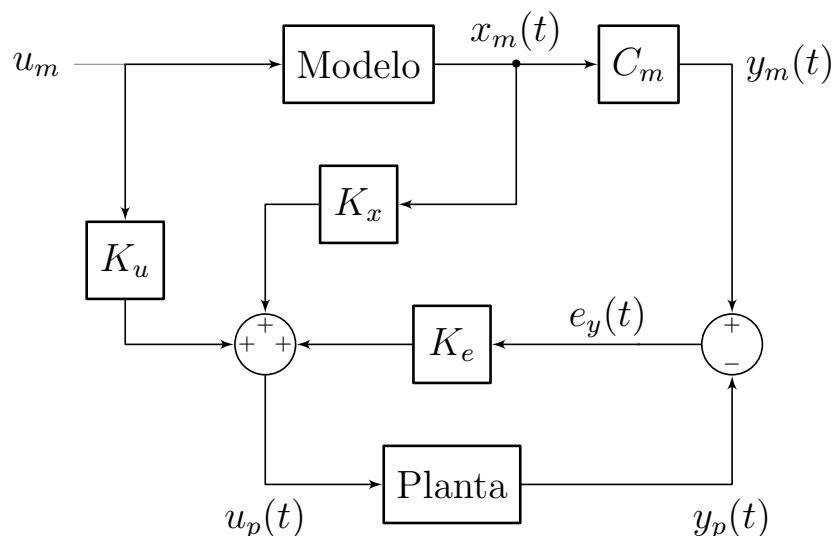 x_m(t)
u_m
Modelo
C_m
y_m(t)
K_x
K_u
e_y(t)
+
+ +
K_e
+
−
Planta
u_p(t)
y_p(t)